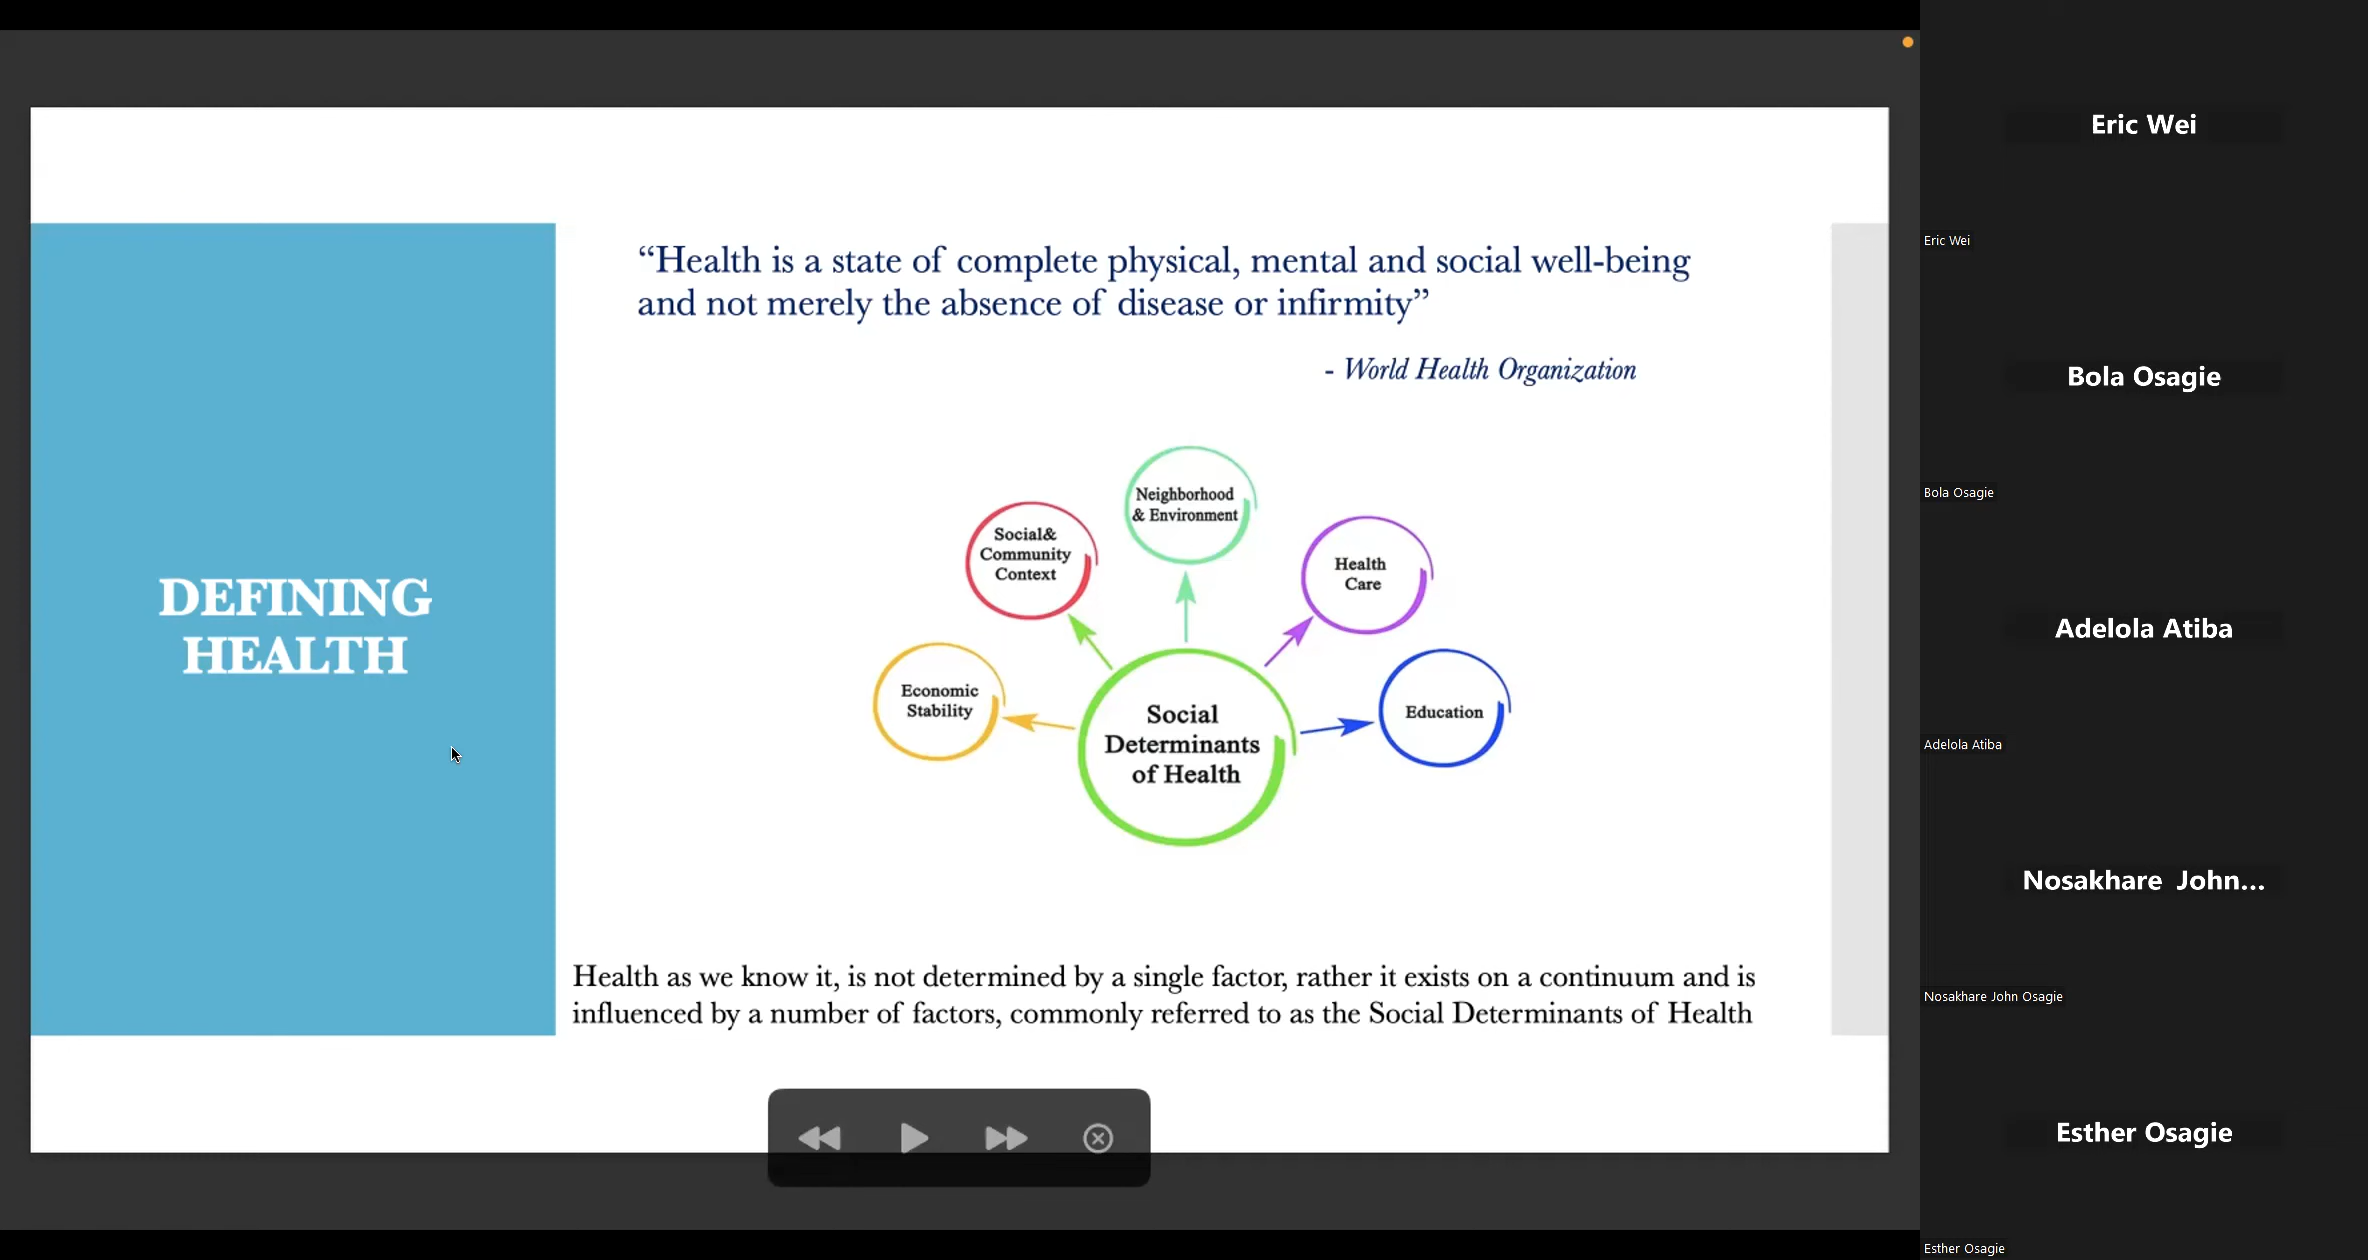 DEFINING
HEALTH
“Health is a state of complete physical, mental and social well-being
and not merely the absence of disease or infirmity”
- World Health Organization
Neighborhood
& Environment
Social&
Community
Context
Health
Care
Economic
Stability
Education
Social
Determinants
of Health
Health as we know it, is not determined by a single factor, rather it exists on a continuum and is
influenced by a number of factors, commonly referred to as the Social Determinants of Health
Eric Wei
Eric Wei
Bola Osagie
Bola Osagie
Adelola Atiba
Adelola Atiba
Nosakhare John...
Nosakhare John Osagie
Esther Osagie
Esther Osagie